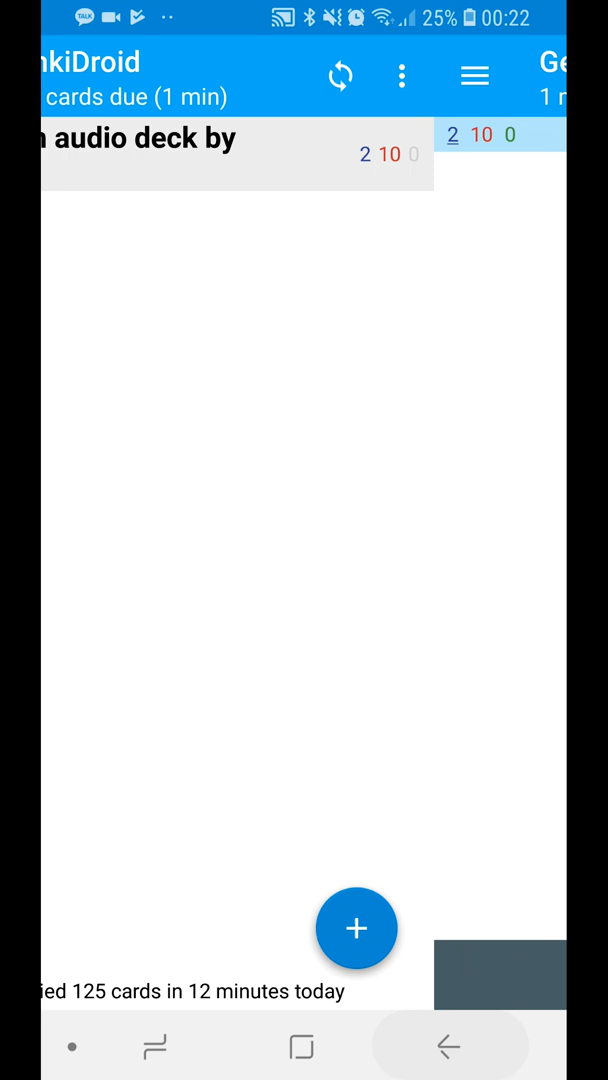 TALK 25% 00:22
nkiDroid Ge
cards due (1 min) 1 r
audio deck by
2 10 0 2 10 0
+
ied 125 cards in 12 minutes today